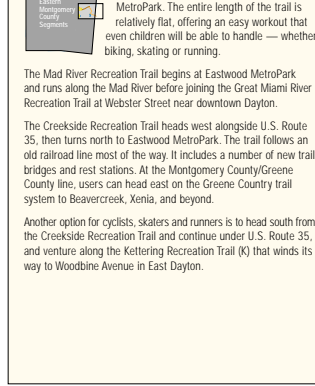 Eastern
Montgomery
County
Segments
MetroPark. The entire length of the trail is
relatively flat, offering an easy workout that
even children will be able to handle — whether
biking, skating or running.
The Mad River Recreation Trail begins at Eastwood MetroPark
and runs along the Mad River before joining the Great Miami River
Recreation Trail at Webster Street near downtown Dayton.
The Creekside Recreation Trail heads west alongside U.S. Route
35, then turns north to Eastwood MetroPark. The trail follows an
old railroad line most of the way. It includes a number of new trail
bridges and rest stations. At the Montgomery County/Greene
County line, users can head east on the Greene Country trail
system to Beavercreek, Xenia, and beyond.
Another option for cyclists, skaters and runners is to head south from
the Creekside Recreation Trail and continue under U.S. Route 35,
and venture along the Kettering Recreation Trail (K) that winds its
way to Woodbine Avenue in East Dayton.